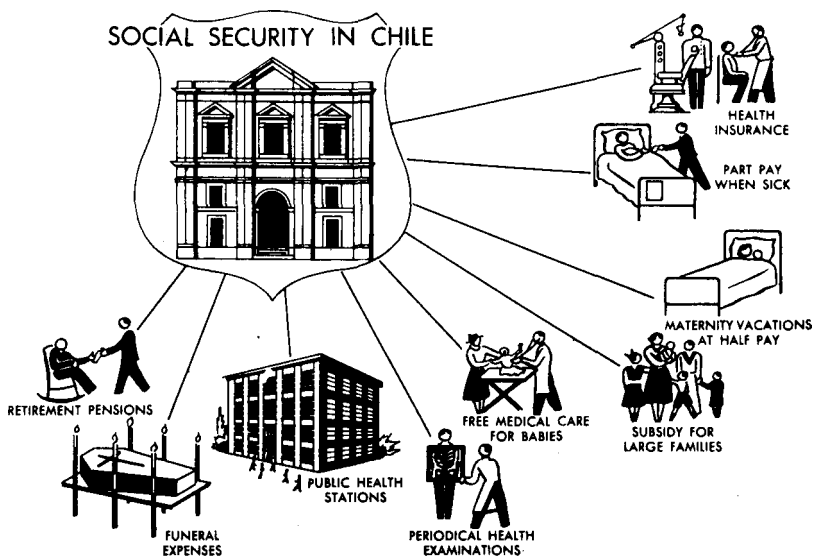 SOCIAL SECURITY IN CHILE
HEALTH
INSURANCE
PART PAY
WHEN SICK
MATERNITY VACATIONS
AT HALF PAY
SUBSIDY FOR
LARGE FAMILIES
FREE MEDICAL CARE
FOR BABIES
PERIODICAL HEALTH
EXAMINATIONS
PUBLIC HEALTH
STATIONS
FUNERAL
EXPENSES
RETIREMENT PENSIONS